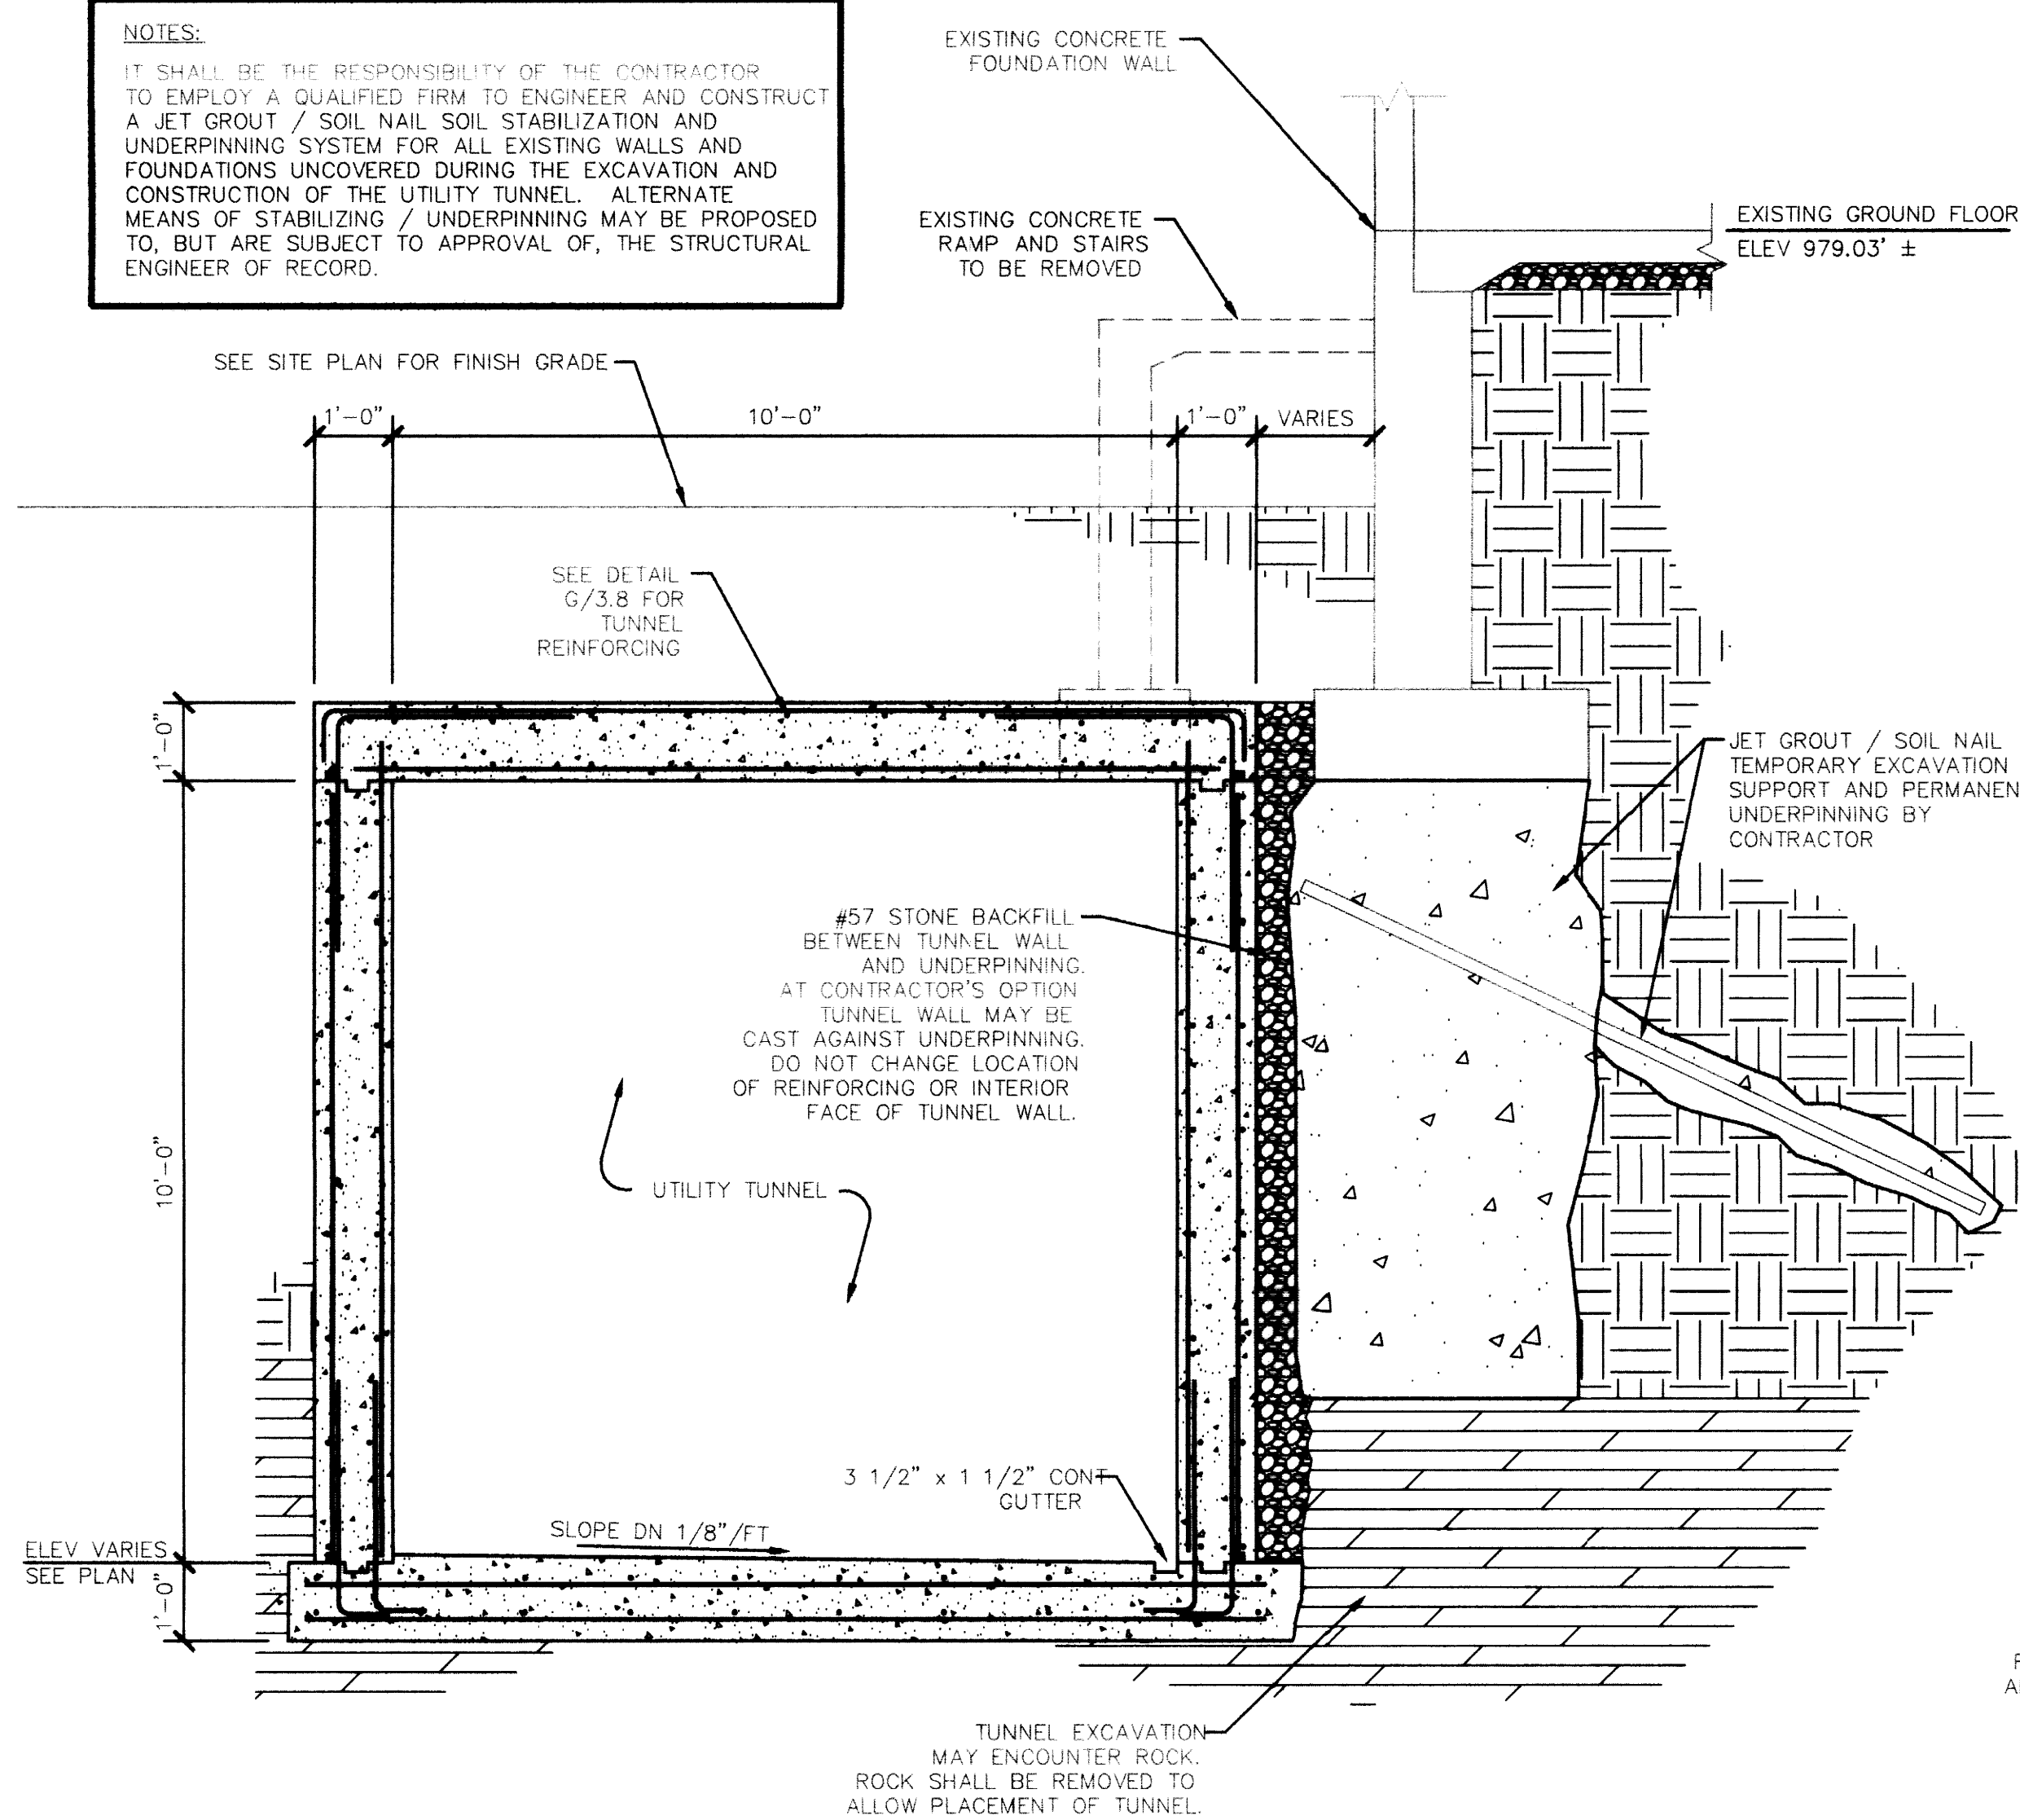 NOTES:
IT SHALL BE THE RESPONSIBILITY OF THE CONTRACTOR
TO EMPLOY A QUALIFIED FIRM TO ENGINEER AND CONSTRUCT
A JET GROUT / SOIL NAIL SOIL STABILIZATION AND
UNDERPINNING SYSTEM FOR ALL EXISTING WALLS AND
FOUNDATIONS UNCOVERED DURING THE EXCAVATION AND
CONSTRUCTION OF THE UTILITY TUNNEL. ALTERNATE
MEANS OF STABILIZING / UNDERPINNING MAY BE PROPOSED
TO, BUT ARE SUBJECT TO APPROVAL OF, THE STRUCTURAL
ENGINEER OF RECORD.
EXISTING CONCRETE
FOUNDATION WALL
EXISTING CONCRETE
RAMP AND STAIRS
TO BE REMOVED
EXISTING GROUND FLOOR
ELEV 979.03' ±
SEE SITE PLAN FOR FINISH GRADE
1'-0"
10'-0"
1'-0"
VARIES
SEE DETAIL
G/3.8 FOR
TUNNEL
REINFORCING
1'-0"
JET GROUT / SOIL NAIL
TEMPORARY EXCAVATION
SUPPORT AND PERMANEN
UNDERPINNING BY
CONTRACTOR
#57 STONE BACKFILL
BETWEEN TUNNEL WALL
AND UNDERPINNING.
AT CONTRACTOR'S OPTION
TUNNEL WALL MAY BE
CAST AGAINST UNDERPINNING.
DO NOT CHANGE LOCATION
OF REINFORCING OR INTERIOR
FACE OF TUNNEL WALL.
10'-0"
UTILITY TUNNEL
3 1/2" x 1 1/2" CONT
GUTTER
SLOPE DN 1/8"/FT
ELEV VARIES
SEE PLAN
1'-0"
TUNNEL EXCAVATION
MAY ENCOUNTER ROCK.
ROCK SHALL BE REMOVED TO
ALLOW PLACEMENT OF TUNNEL.